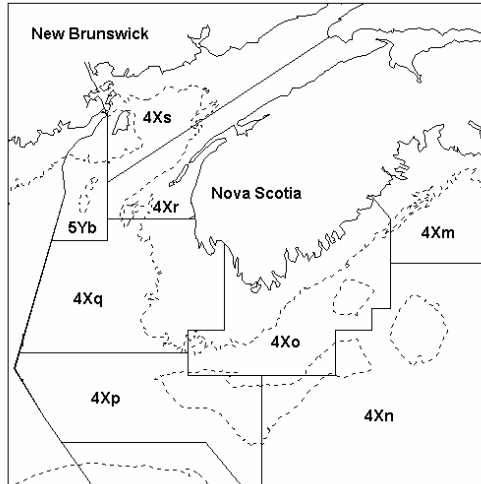 New Brunswick
4Xs
Nova Scotia
4Xr
5Yb
4Xm
4Xq
4Xo
4Xp
4Xn